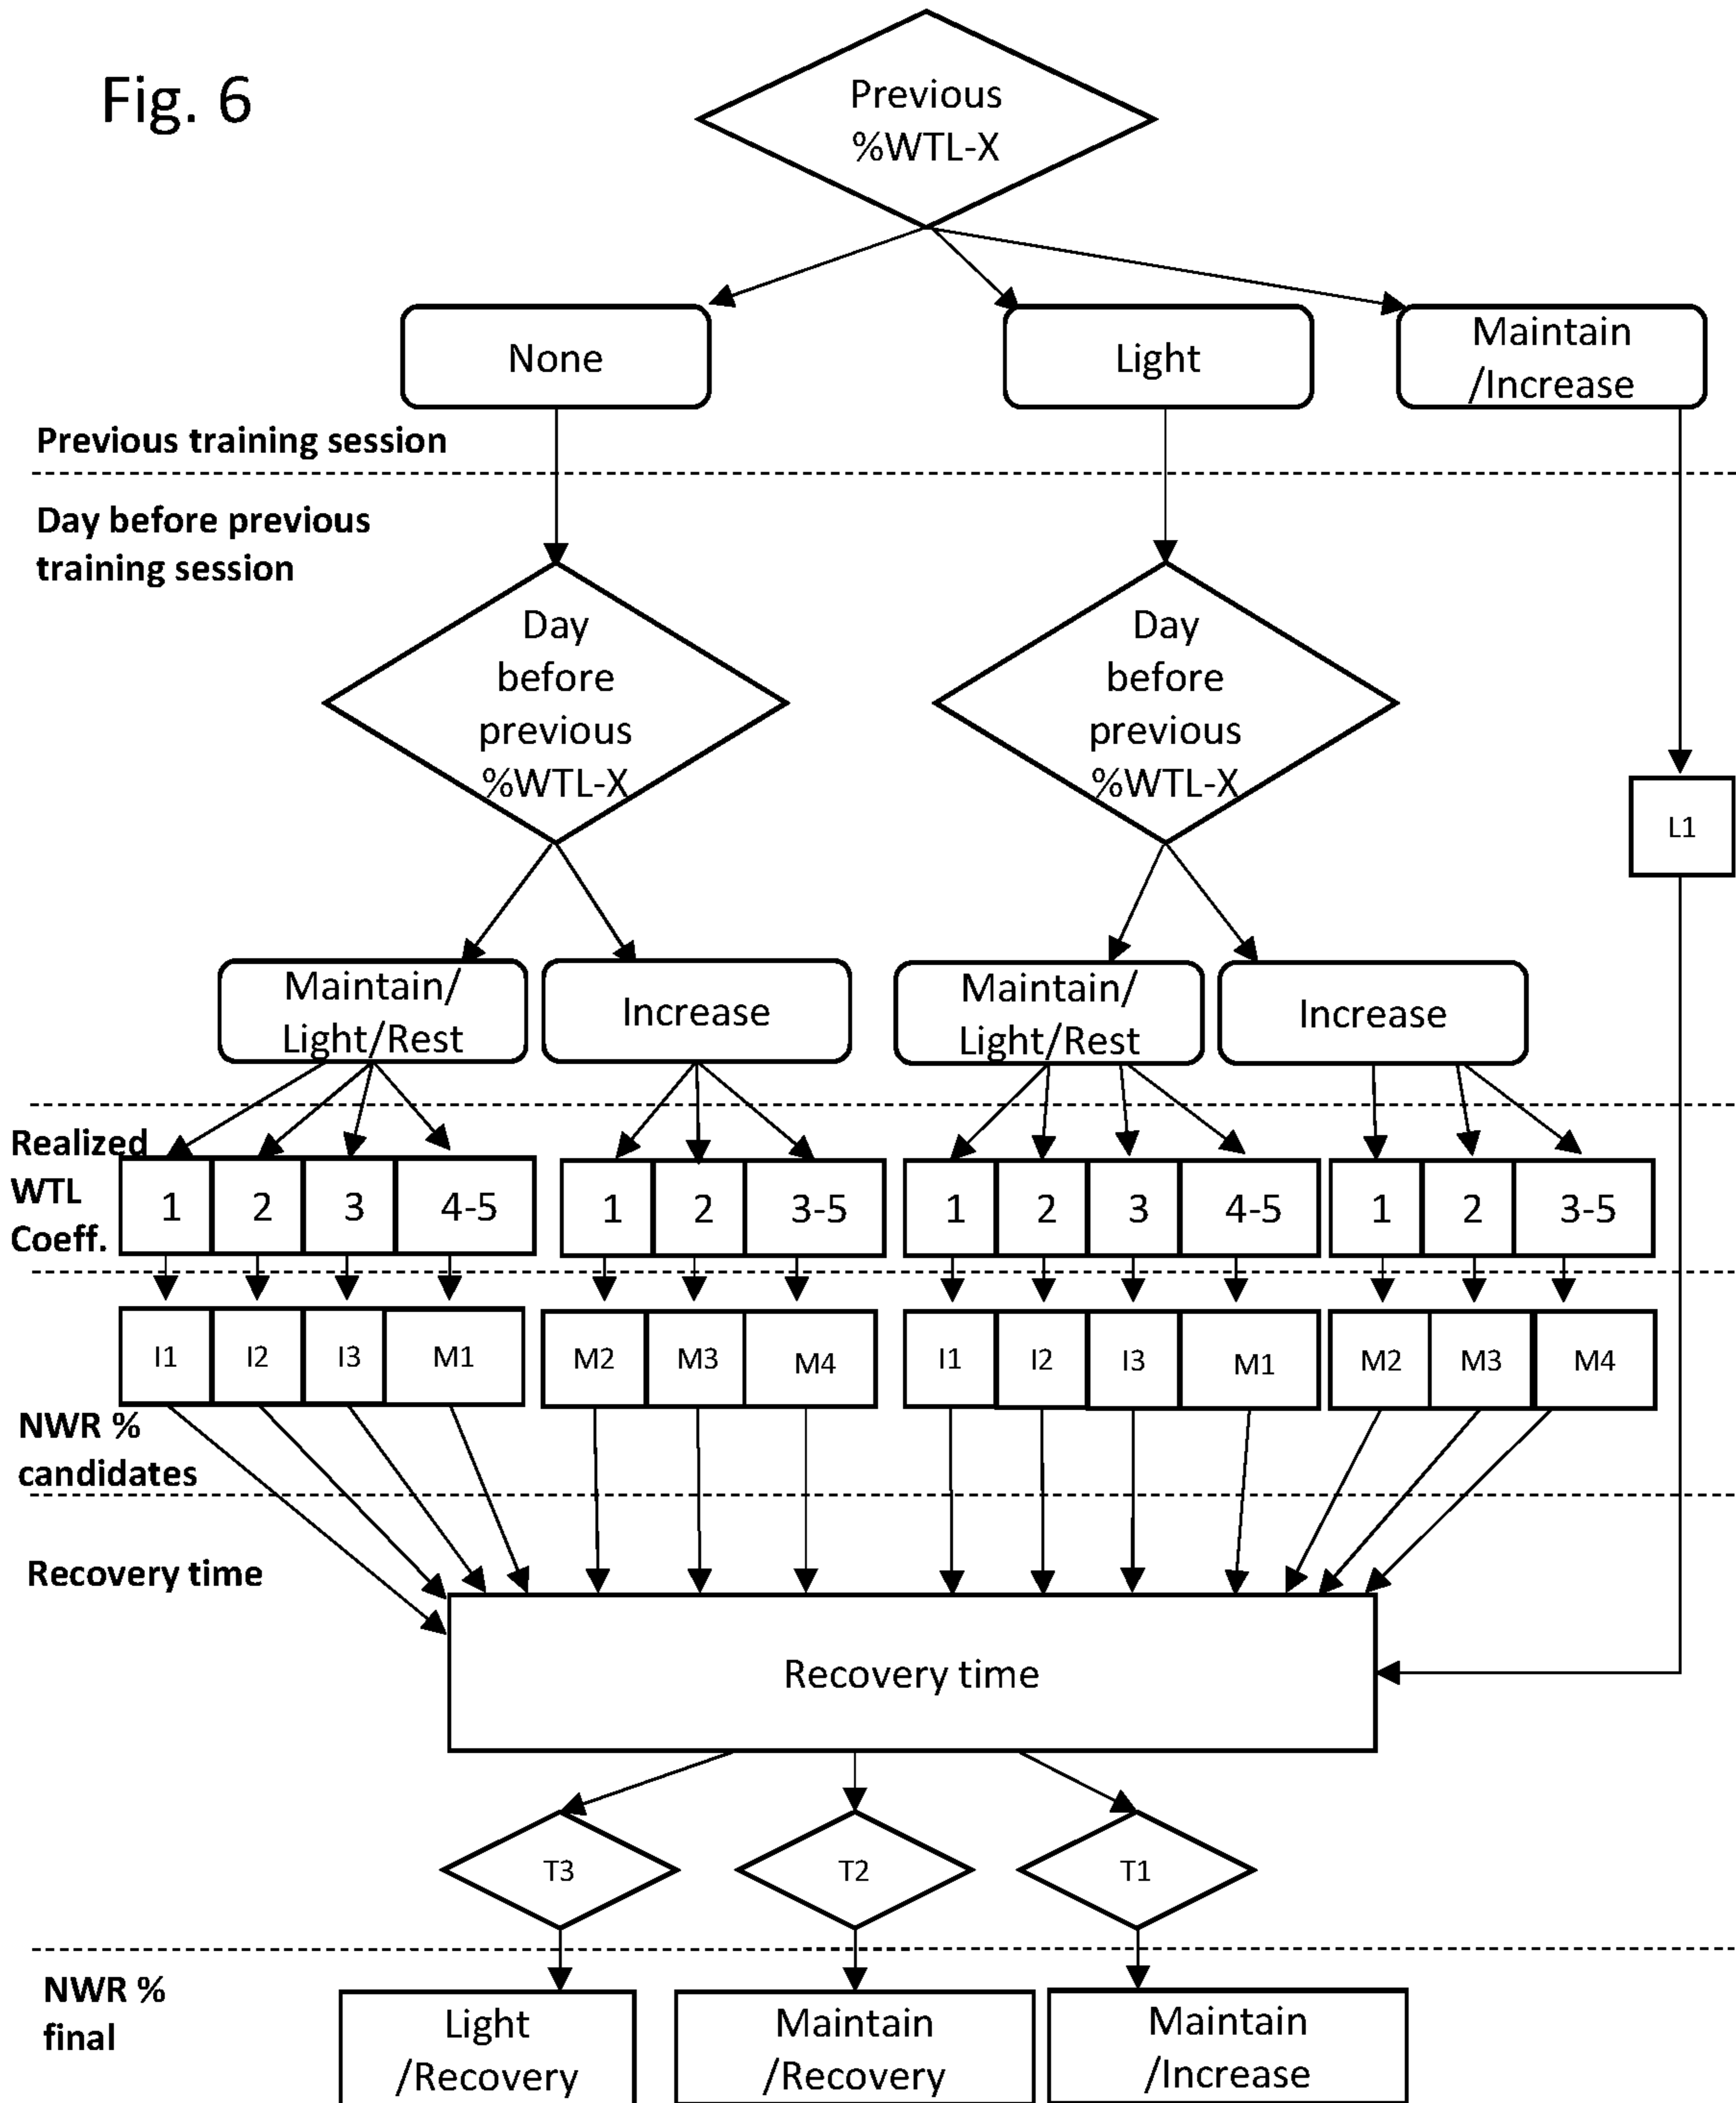 Fig. 6
Previous
%WTL-X
None
Light
Maintain
/Increase
Previous training session
Day before previous
training session
Day
before
previous
%WTL-X
Day
before
previous
%WTL-X
L1
Maintain/
Light/Rest
Increase
Maintain/
Light/Rest
Increase
Realized
WTL
Coeff.
1 2 3 4-5
1 2 3-5
1 2 3 4-5
1 2 3-5
I1 I2 I3 M1
M2 M3 M4
I1 I2 I3 M1
M2 M3 M4
NWR %
candidates
Recovery time
Recovery time
T3
T2
T1
NWR %
final
Light
/Recovery
Maintain
/Recovery
Maintain
/Increase